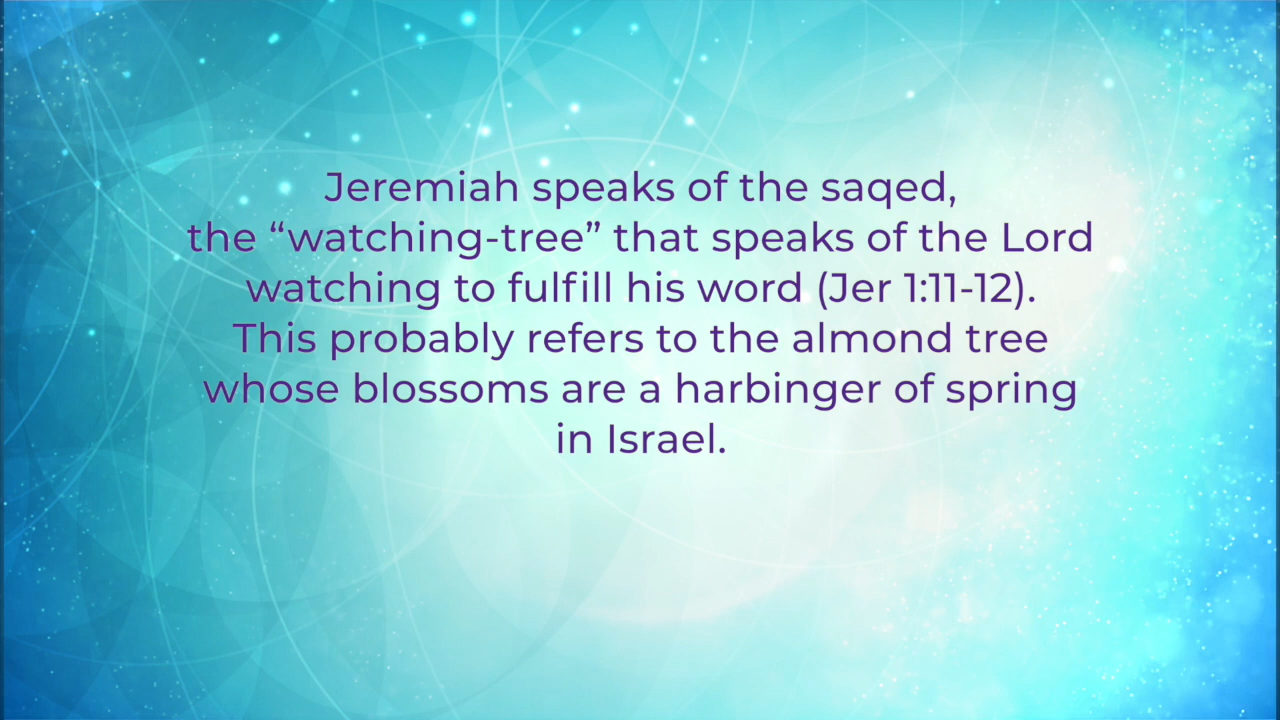 Jeremiah speaks of the saqed,
the “watching-tree” that speaks of the Lord
watching to fulfill his word (Jer 1:11-12).
This probably refers to the almond tree
whose blossoms are a harbinger of spring
in Israel.